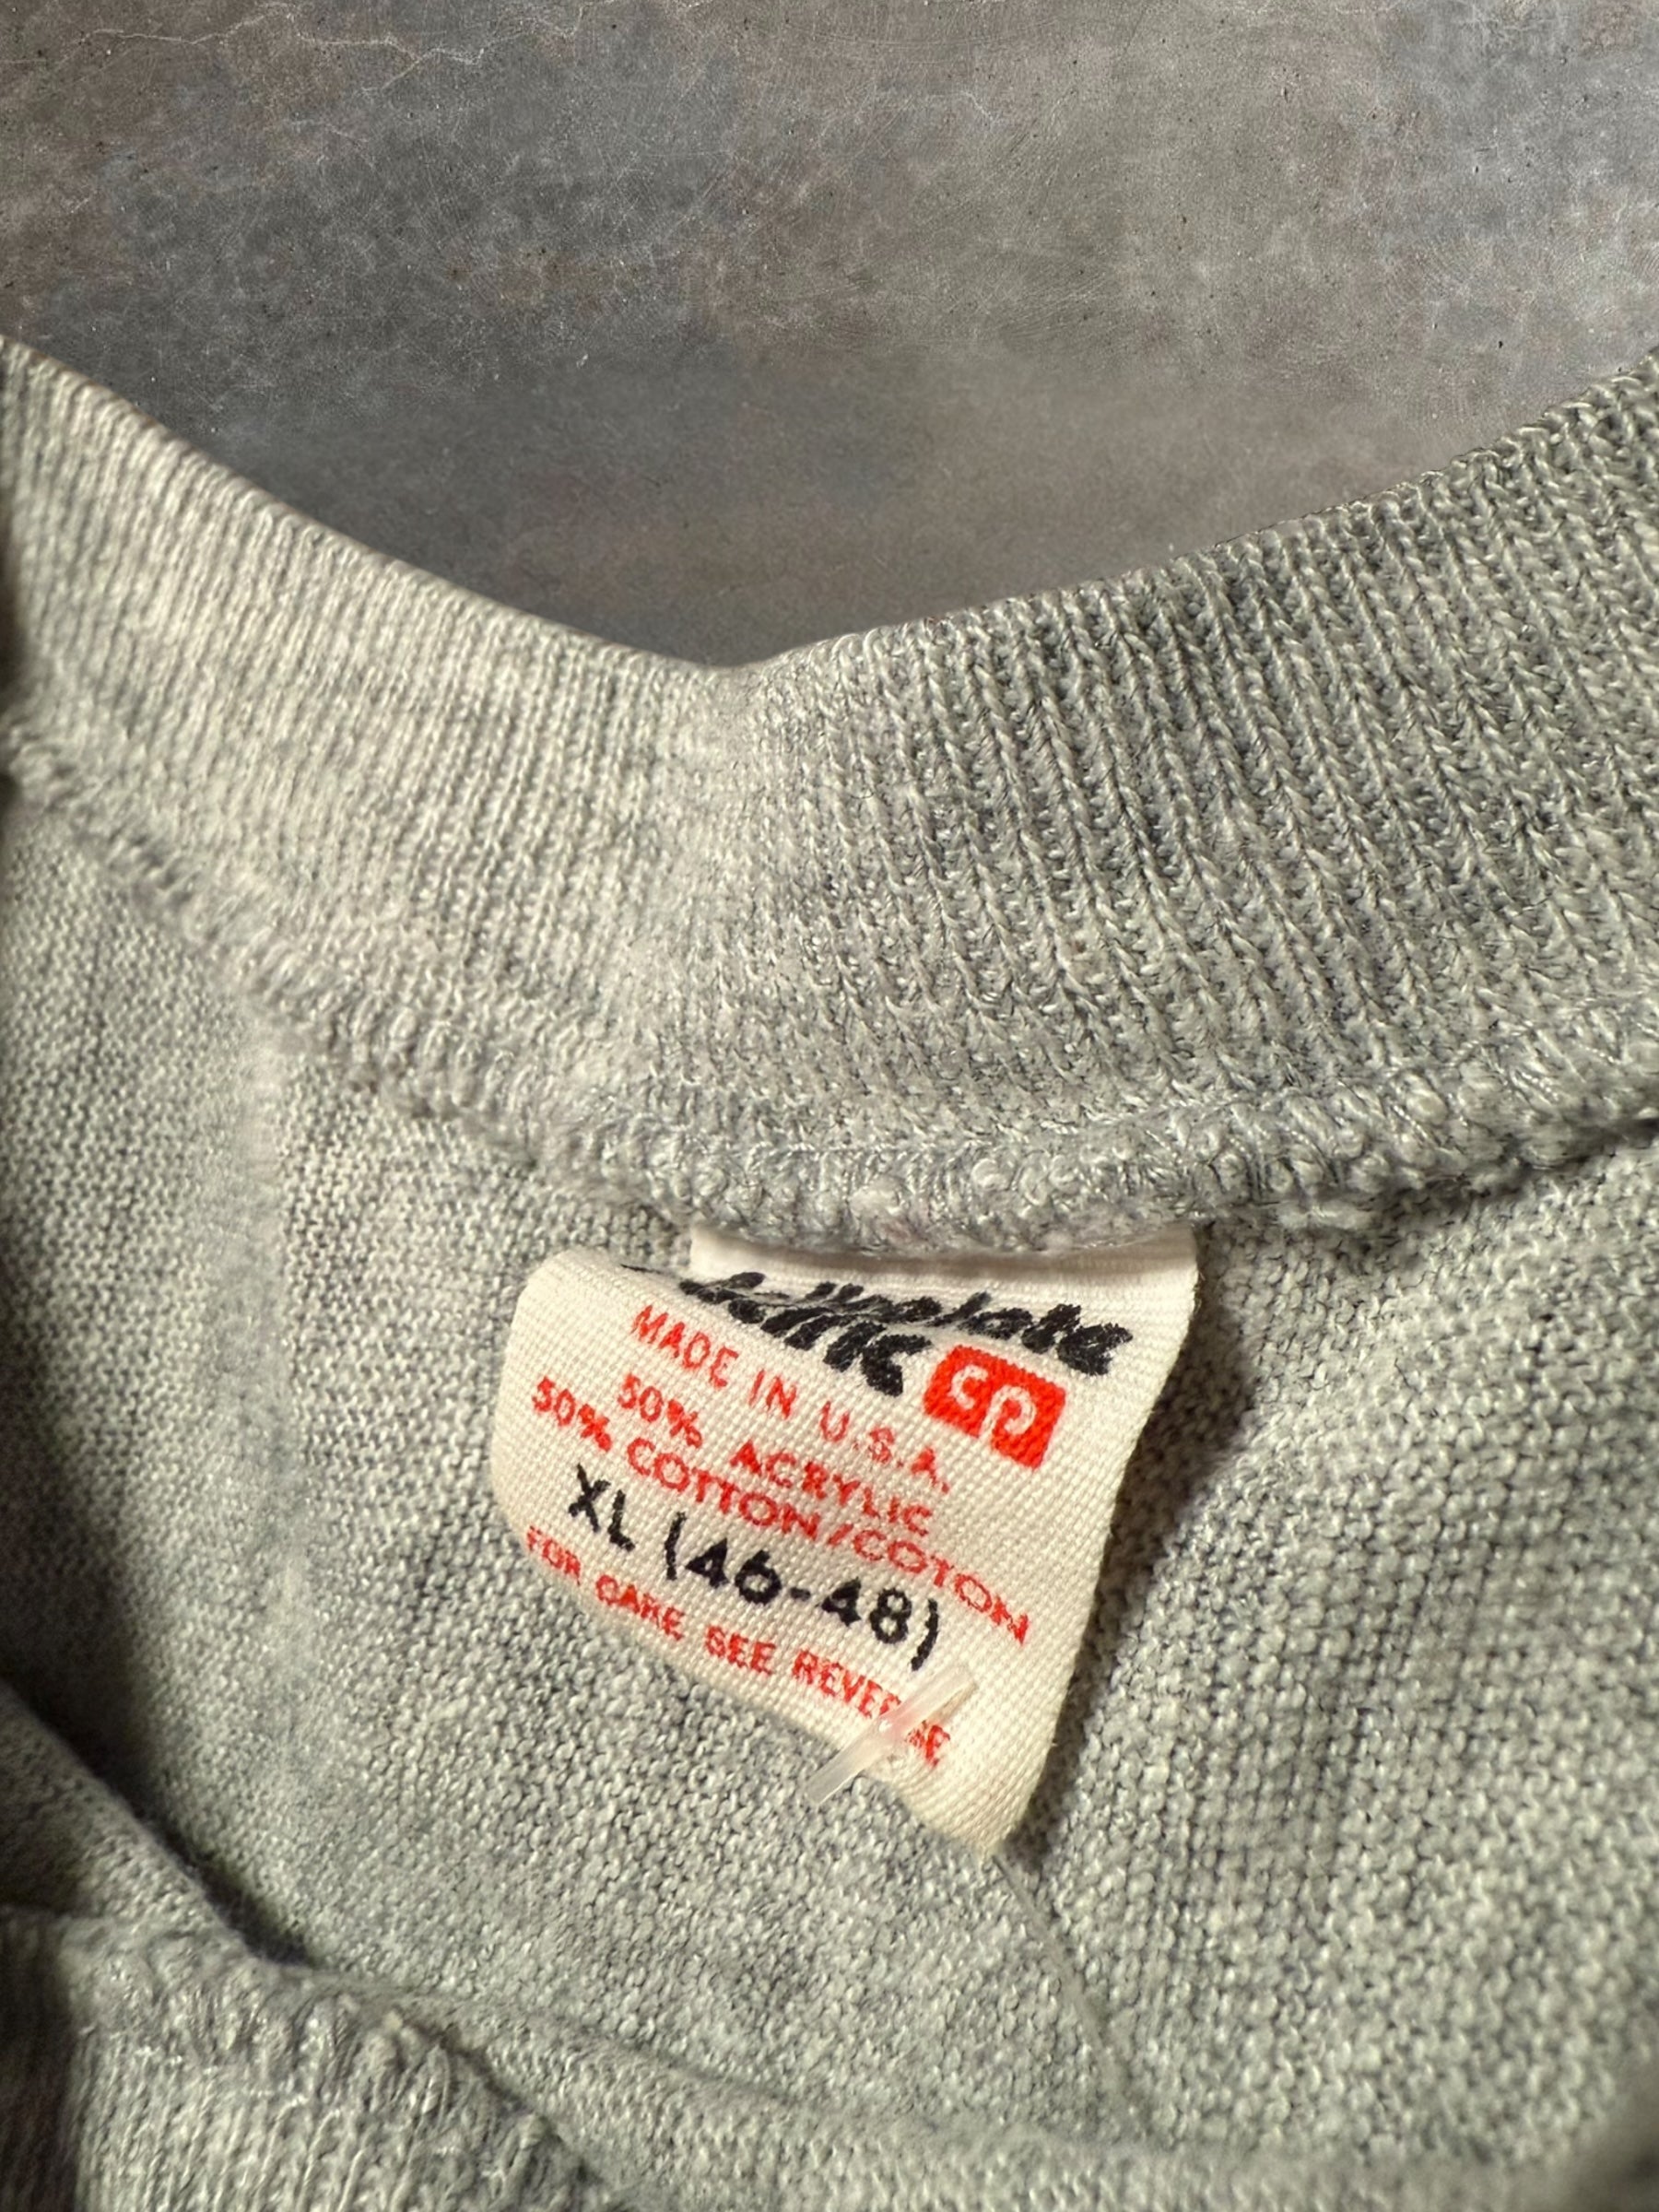 MADE IN U.S.A.
50% ACRYLIC
50% COTTON/COTON
XL (46-48)
FOR CARE SEE REVERSE